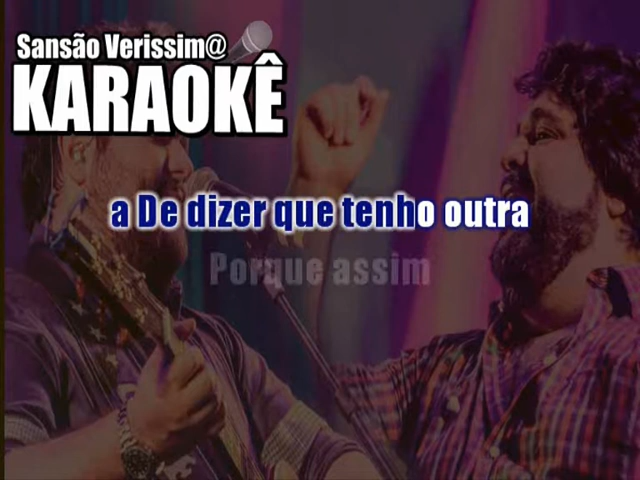 Sansão Verissim@
KARAOKÊ
a De dizer que tenho outra
Porque assim